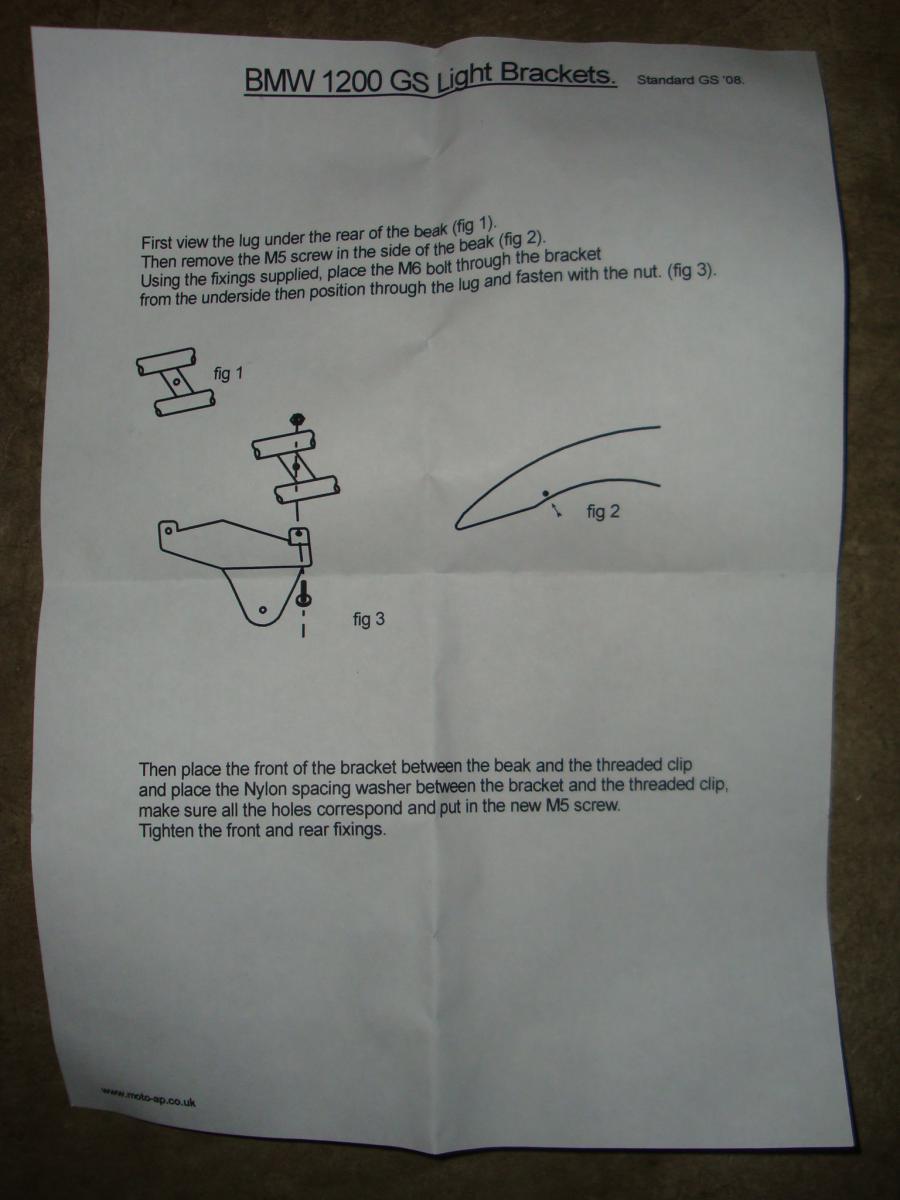 BMW 1200 GS Light Brackets. Standard GS '08.
First view the lug under the rear of the beak (fig 1).
Then remove the M5 screw in the side of the beak (fig 2).
Using the fixings supplied, place the M6 bolt through the bracket
from the underside then position through the lug and fasten with the nut. (fig 3).
fig 1
fig 2
fig 3
Then place the front of the bracket between the beak and the threaded clip
and place the Nylon spacing washer between the bracket and the threaded clip,
make sure all the holes correspond and put in the new M5 screw.
Tighten the front and rear fixings.
www.moto-ap.co.uk